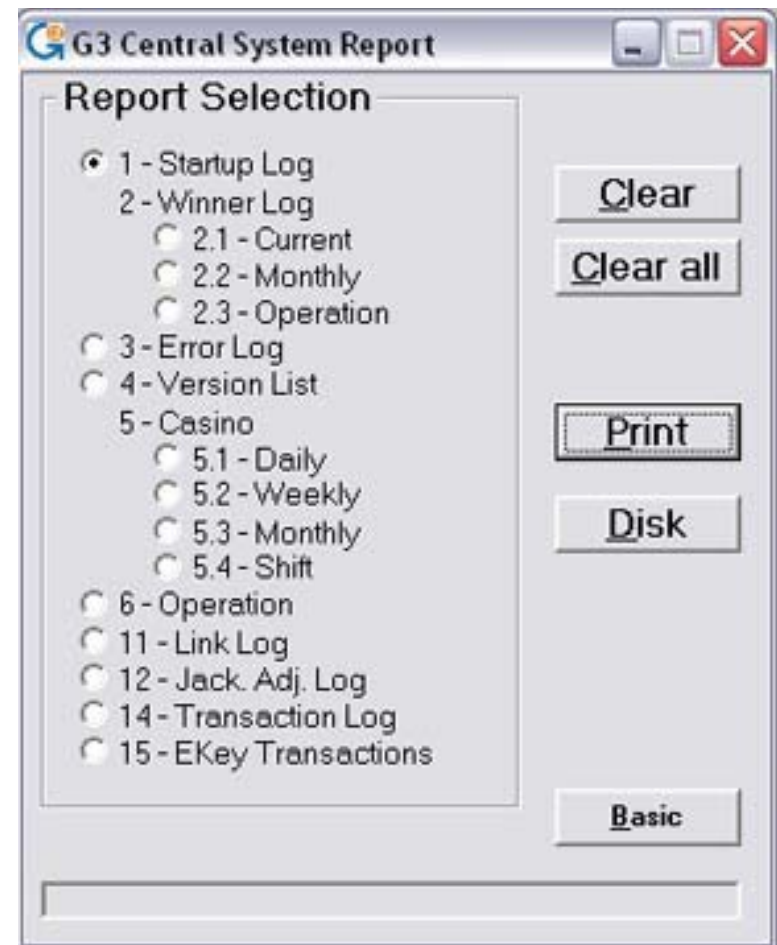 G3 Central System Report
Report Selection
1 - Startup Log
2 - Winner Log
2.1 - Current
2.2 - Monthly
2.3 - Operation
3 - Error Log
4 - Version List
5 - Casino
5.1 - Daily
5.2 - Weekly
5.3 - Monthly
5.4 - Shift
6 - Operation
11 - Link Log
12 - Jack. Adj. Log
14 - Transaction Log
15 - EKey Transactions
Clear
Clear all
Print
Disk
Basic